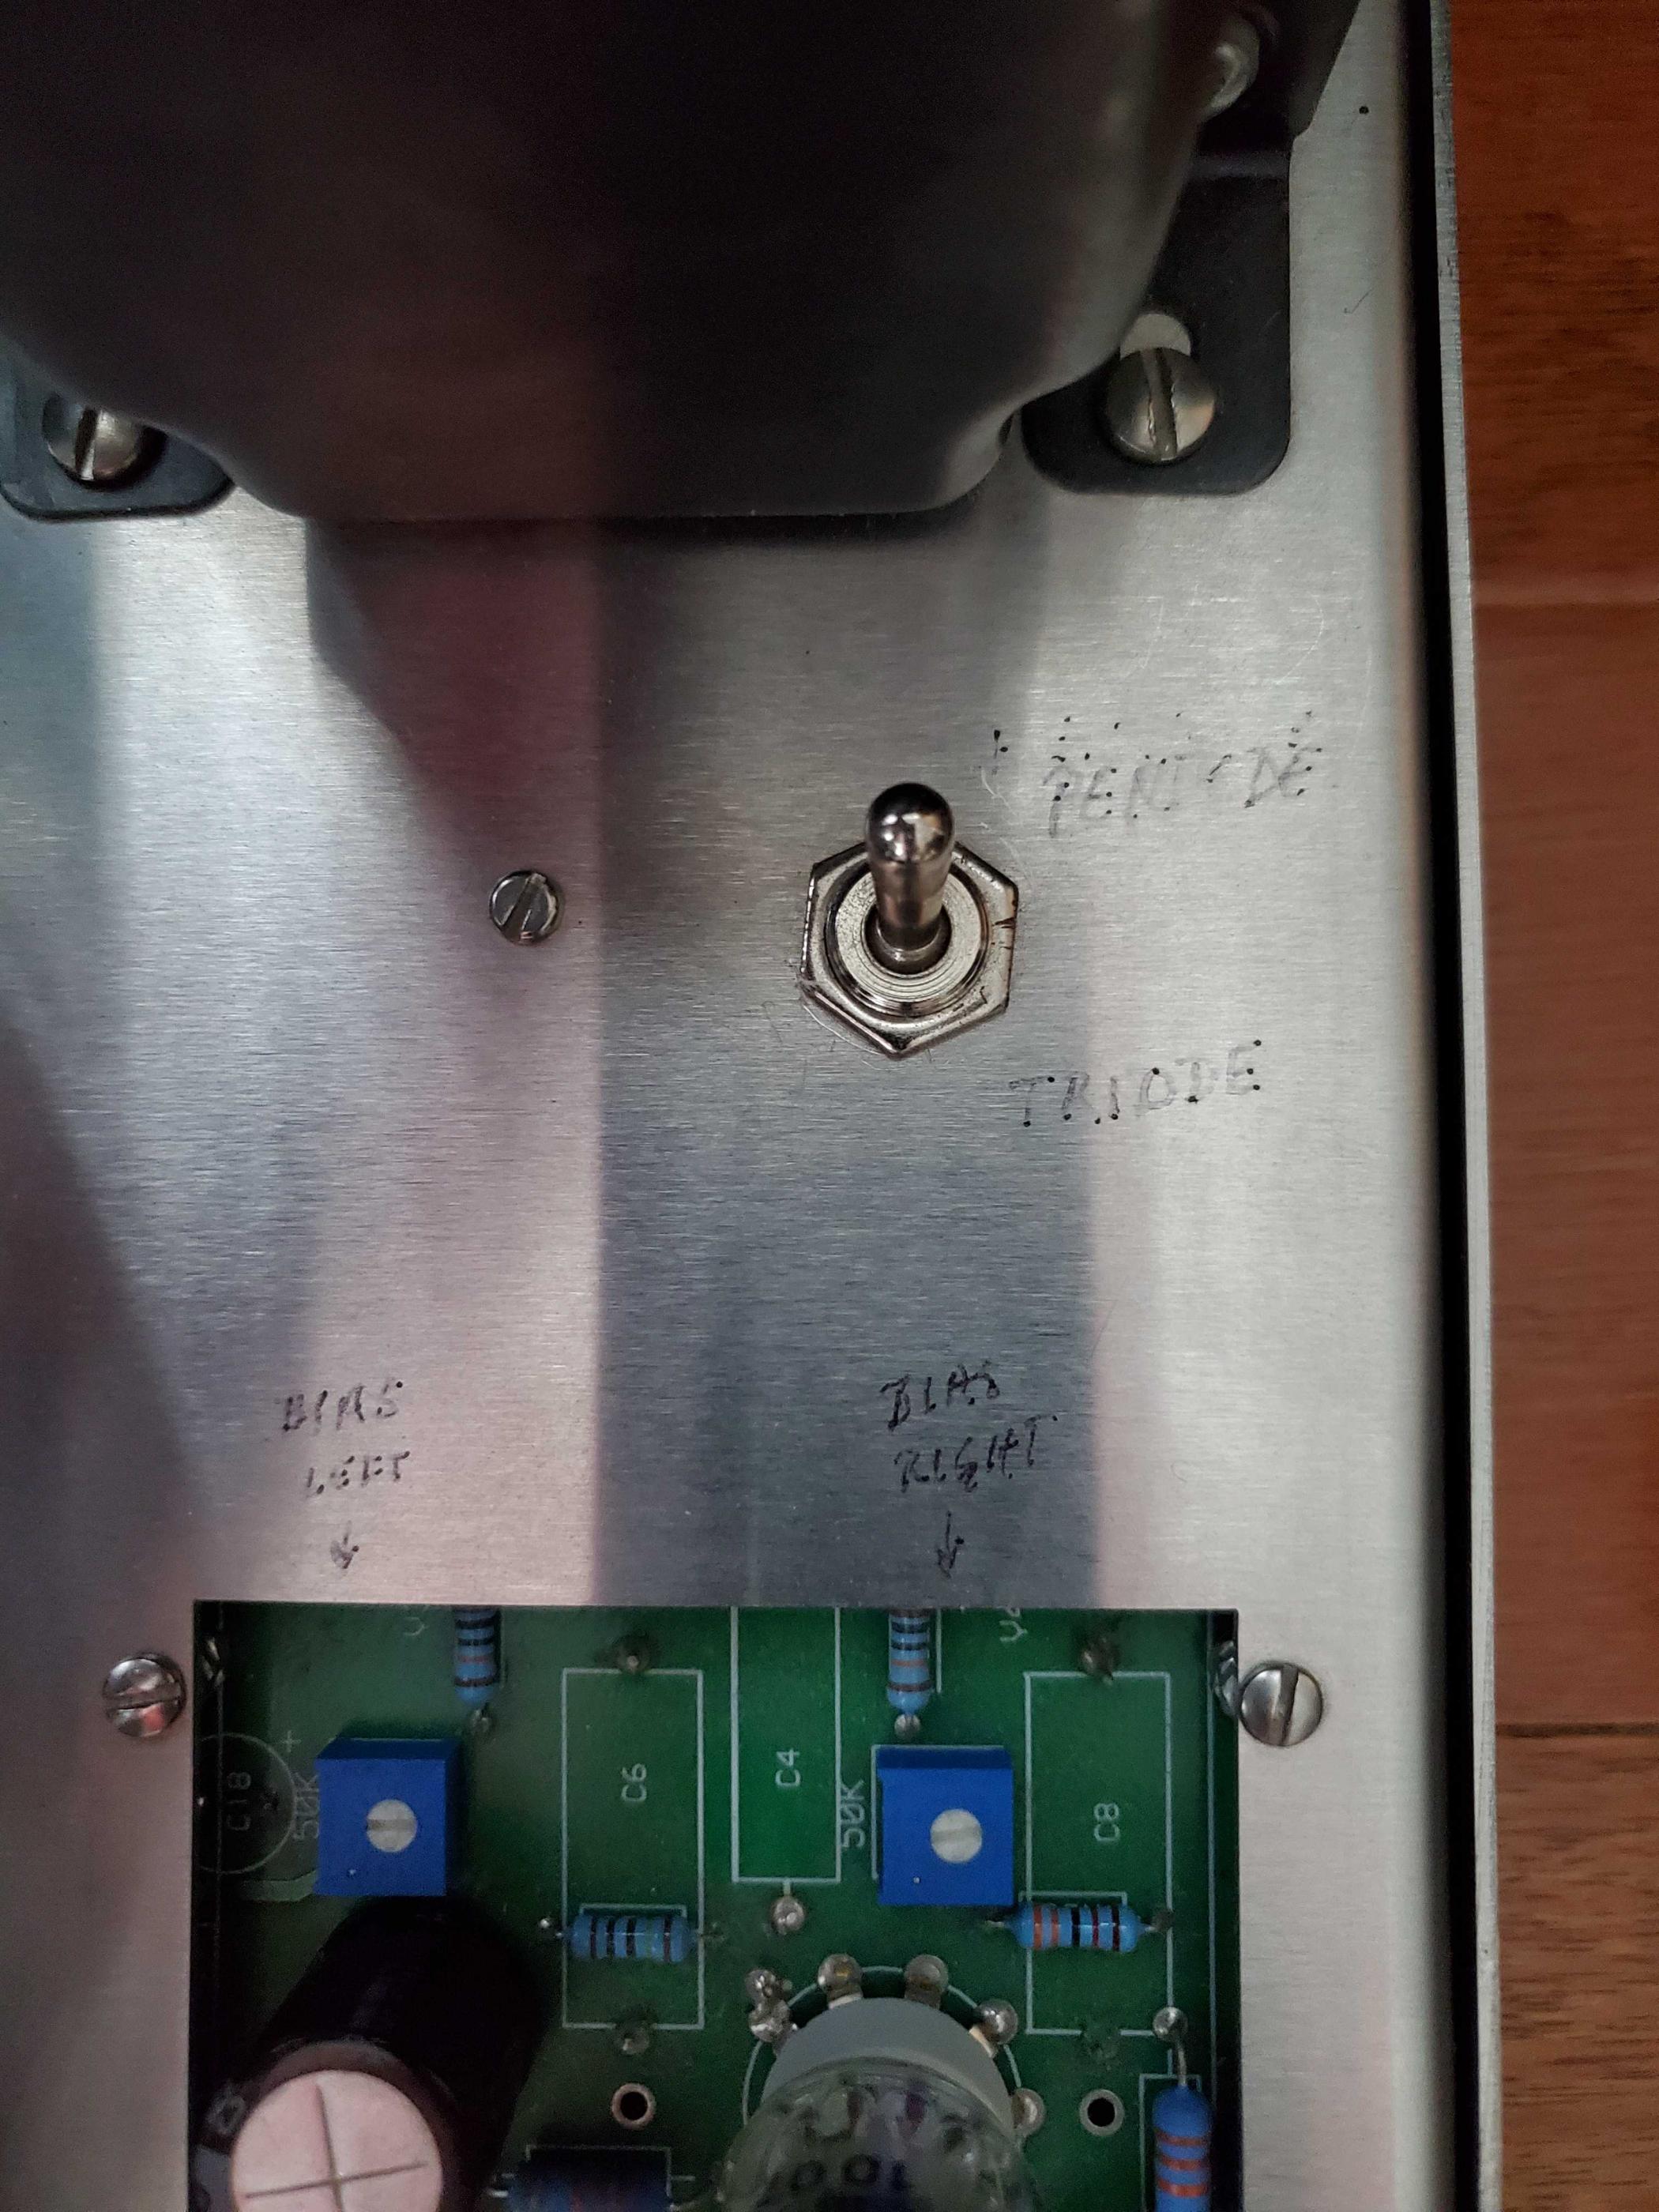 PENTODE
TRIODE
BIAS
LEFT
BIAS
RIGHT
C18
+
50K
C6
C4
50K
C8